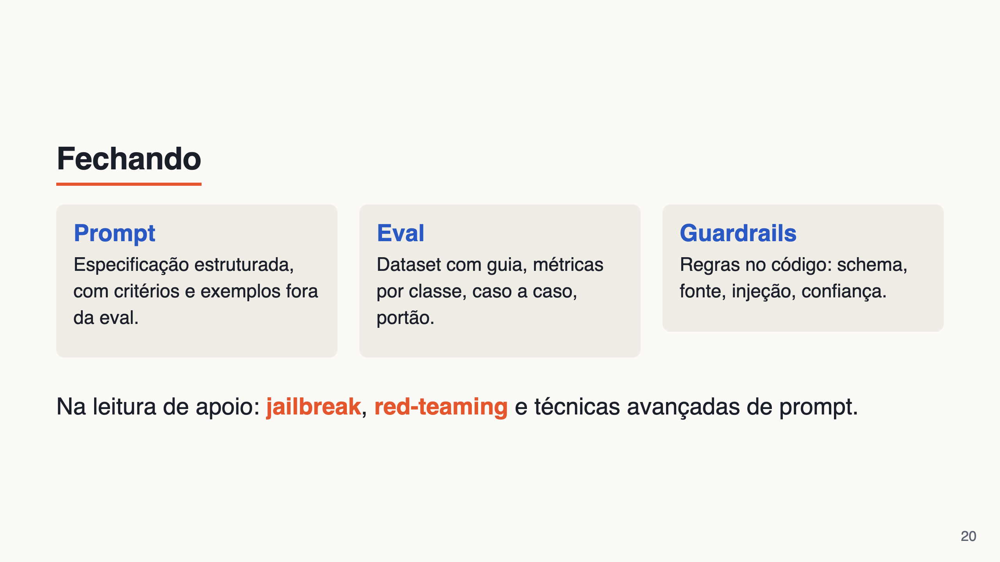 Fechando
Prompt
Especificação estruturada,
com critérios e exemplos fora
da eval.
Eval
Dataset com guia, métricas
por classe, caso a caso,
portão.
Guardrails
Regras no código: schema,
fonte, injeção, confiança.
Na leitura de apoio: jailbreak, red-teaming e técnicas avançadas de prompt.
20